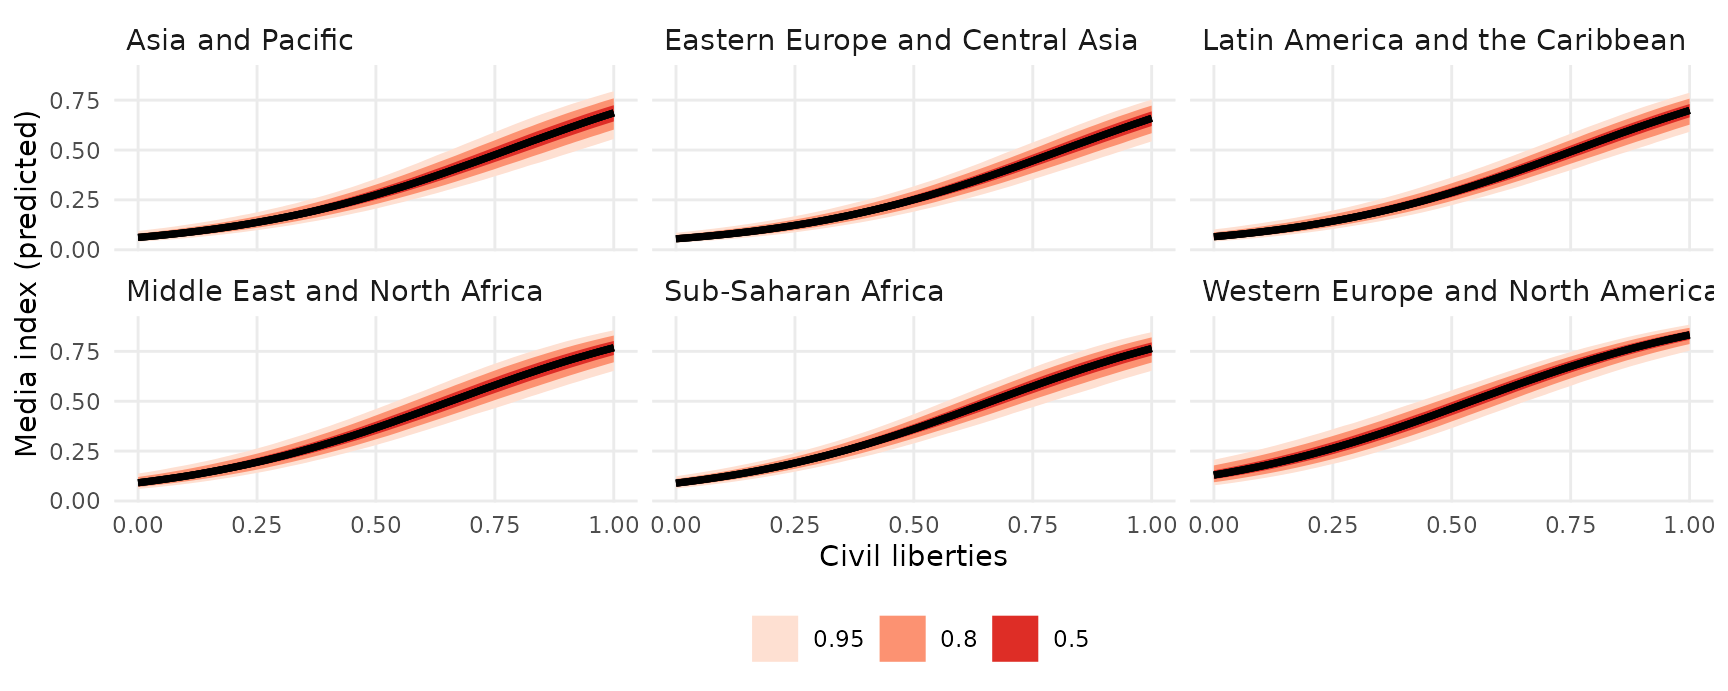 Asia and Pacific
Eastern Europe and Central Asia
Latin America and the Caribbean
0.75
0.50
0.25
0.00
Middle East and North Africa
Sub-Saharan Africa
Western Europe and North America
0.75
0.50
0.25
0.00
Media index (predicted)
0.00 0.25 0.50 0.75 1.00
0.00 0.25 0.50 0.75 1.00
0.00 0.25 0.50 0.75 1.00
Civil liberties
0.95 0.8 0.5